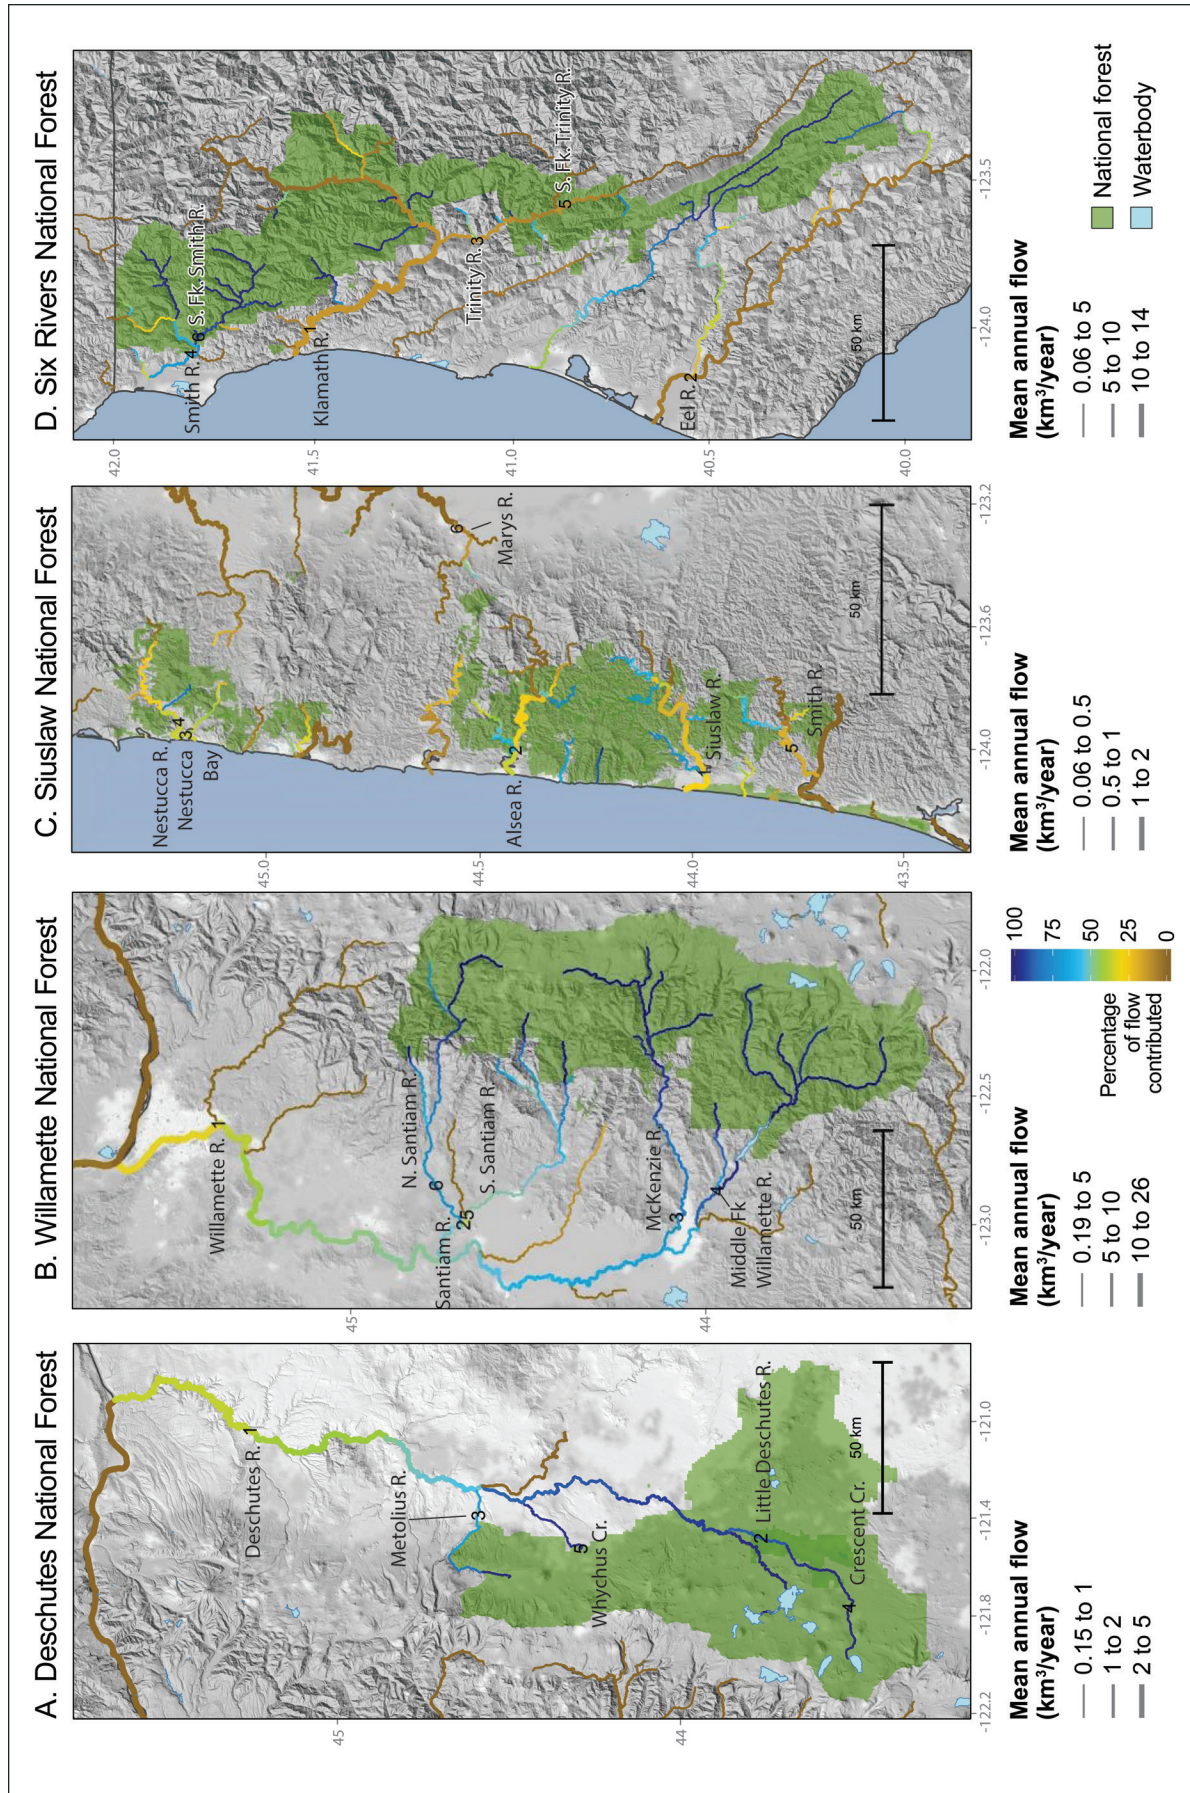 A. Deschutes National Forest
45
44
-122.2
-121.8
-121.4
-121.0
Deschutes R.
1
Metolius R.
3
5
Whychus Cr.
2
Little Deschutes R.
4
Crescent Cr.
50 km
Mean annual flow
(km³/year)
0.15 to 1
1 to 2
2 to 5
B. Willamette National Forest
45
44
-123.0
-122.5
-122.0
Willamette R.
1
N. Santiam R.
6
Santiam R.
25
S. Santiam R.
McKenzie R.
3
4
Middle Fk
Willamette R.
50 km
Mean annual flow
(km³/year)
0.19 to 5
5 to 10
10 to 26
Percentage
of flow
contributed
100
75
50
25
0
C. Siuslaw National Forest
45.0
44.5
44.0
43.5
-124.0
-123.6
-123.2
Nestucca R.
Nestucca
Bay
3
4
Alsea R.
2
6
Marys R.
1
Siuslaw R.
5
Smith R.
50 km
Mean annual flow
(km³/year)
0.06 to 0.5
0.5 to 1
1 to 2
D. Six Rivers National Forest
42.0
41.5
41.0
40.5
40.0
-124.0
-123.5
Smith R.
4
6
S. Fk. Smith R.
Klamath R.
1
Trinity R.
3
5
S. Fk. Trinity R.
Eel R.
2
50 km
Mean annual flow
(km³/year)
0.06 to 5
5 to 10
10 to 14
National forest
Waterbody